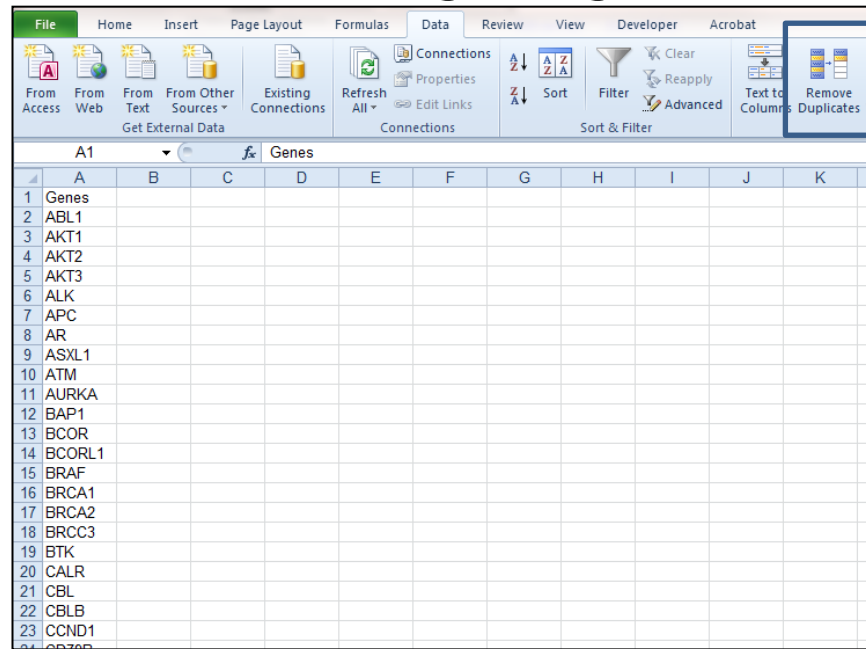 File Home Insert Page Layout Formulas Data Review View Developer Acrobat
From Access
From Web
From Text
From Other Sources
Existing Connections
Get External Data
Refresh All
Connections
Properties
Edit Links
Connections
Sort
Filter
Clear
Reapply
Advanced
Sort & Filter
Text to Columns
Remove Duplicates
A1 fx Genes
A B C D E F G H I J K
1 Genes
2 ABL1
3 AKT1
4 AKT2
5 AKT3
6 ALK
7 APC
8 AR
9 ASXL1
10 ATM
11 AURKA
12 BAP1
13 BCOR
14 BCORL1
15 BRAF
16 BRCA1
17 BRCA2
18 BRCC3
19 BTK
20 CALR
21 CBL
22 CBLB
23 CCND1